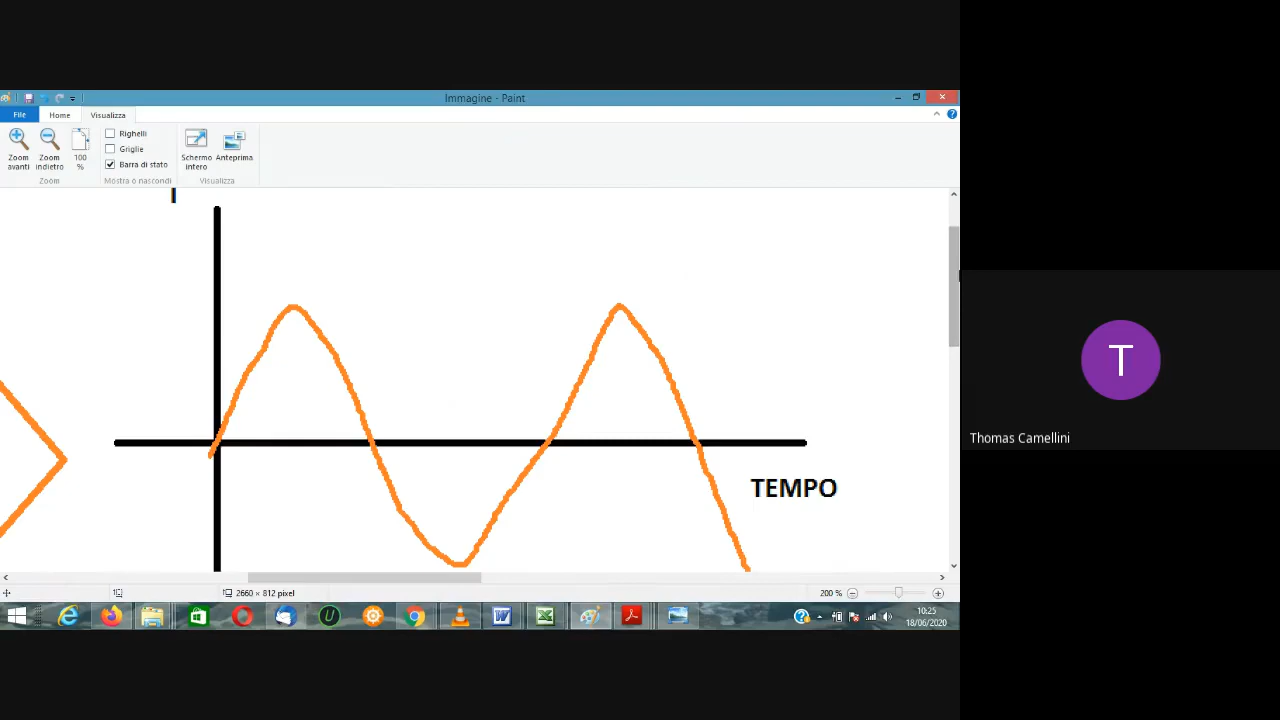 Immagine - Paint
File Home Visualizza
Righelli
Griglie
Barra di stato
Zoom avanti
Zoom indietro
100 %
Schermo intero
Anteprima
Zoom
Mostra o nascondi
Visualizza
TEMPO
T
Thomas Camellini
2660 × 812 pixel
200 %
10:25
18/06/2020